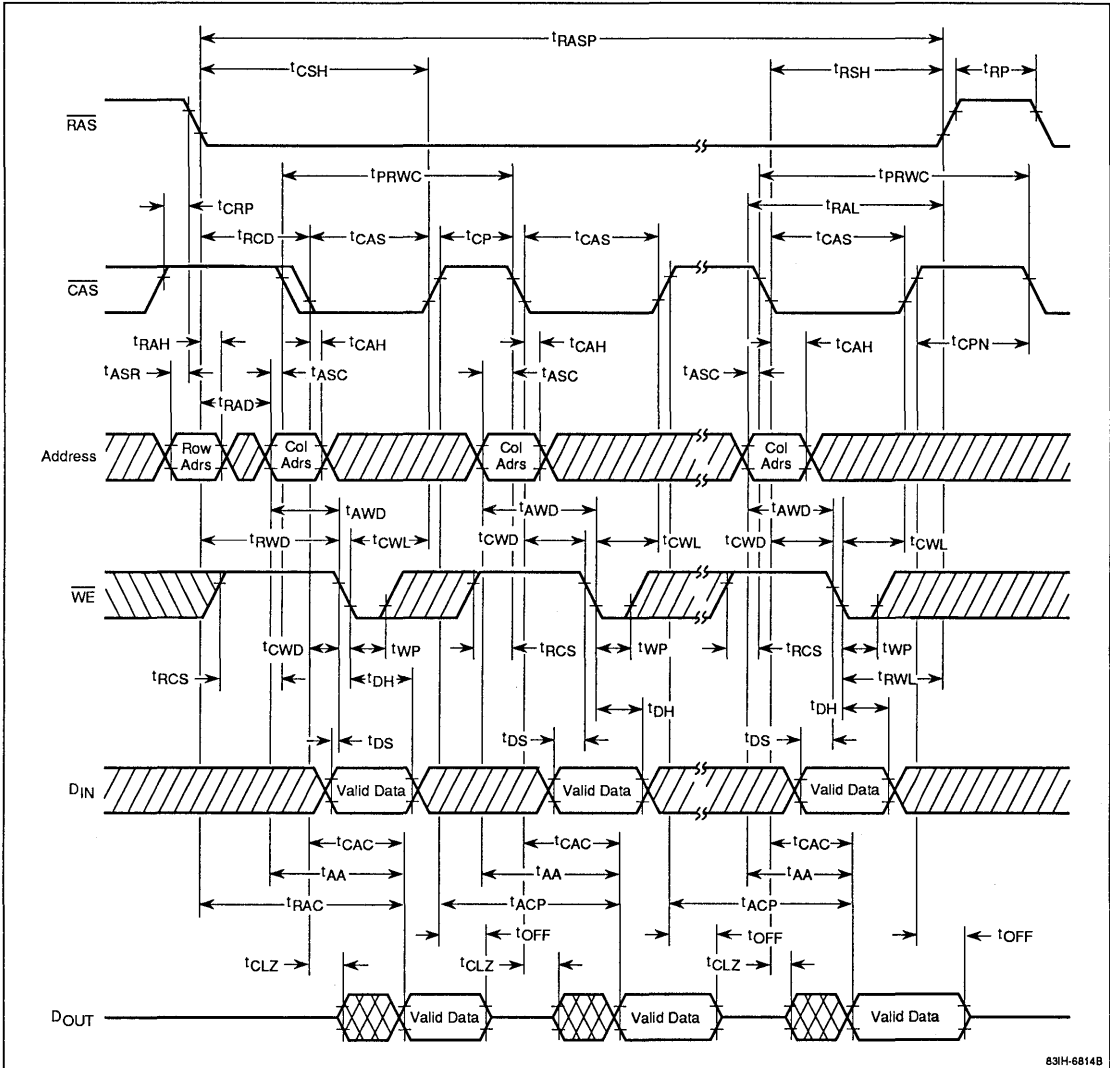 tRASP
tCSH tRSH tRP
RAS
tPRWC tPRWC
tCRP tRAL
tRCD tCAS tCP tCAS tCAS
CAS
tRAH tCAH tCAH tCAH tCPN
tASR tASC tASC tASC
tRAD
Address Row Adrs Col Adrs Col Adrs Col Adrs
tAWD tAWD tAWD
tRWD tCWL tCWD tCWL tCWD tCWL
WE
tCWD tWP tRCS tWP tRCS tWP
tRCS tDH tRWL
tDH tDH
tDS tDS tDS
DIN Valid Data Valid Data Valid Data
tCAC tCAC tCAC
tAA tAA tAA
tRAC tACP tACP
tOFF tOFF tOFF
tCLZ tCLZ tCLZ
DOUT Valid Data Valid Data Valid Data
83IH-6814B